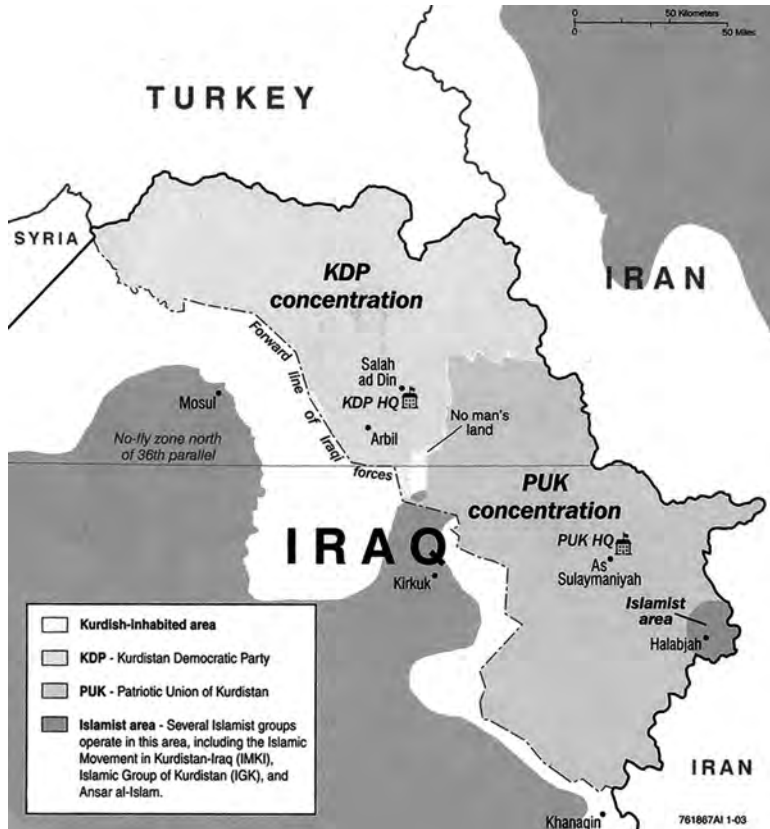 0 50 Kilometers
0 50 Miles
TURKEY
SYRIA
IRAN
KDP
concentration
Forward line of Iraqi forces
Salah
ad Din
KDP HQ
Mosul
Arbil
No man's
land
No-fly zone north
of 36th parallel
PUK
concentration
IRAQ
PUK HQ
As
Sulaymaniyah
Kirkuk
Islamist
area
Halabjah
Kurdish-inhabited area
KDP - Kurdistan Democratic Party
PUK - Patriotic Union of Kurdistan
Islamist area - Several Islamist groups
operate in this area, including the Islamic
Movement in Kurdistan-Iraq (IMKI),
Islamic Group of Kurdistan (IGK), and
Ansar al-Islam.
IRAN
Khanaqin
761867AI 1-03